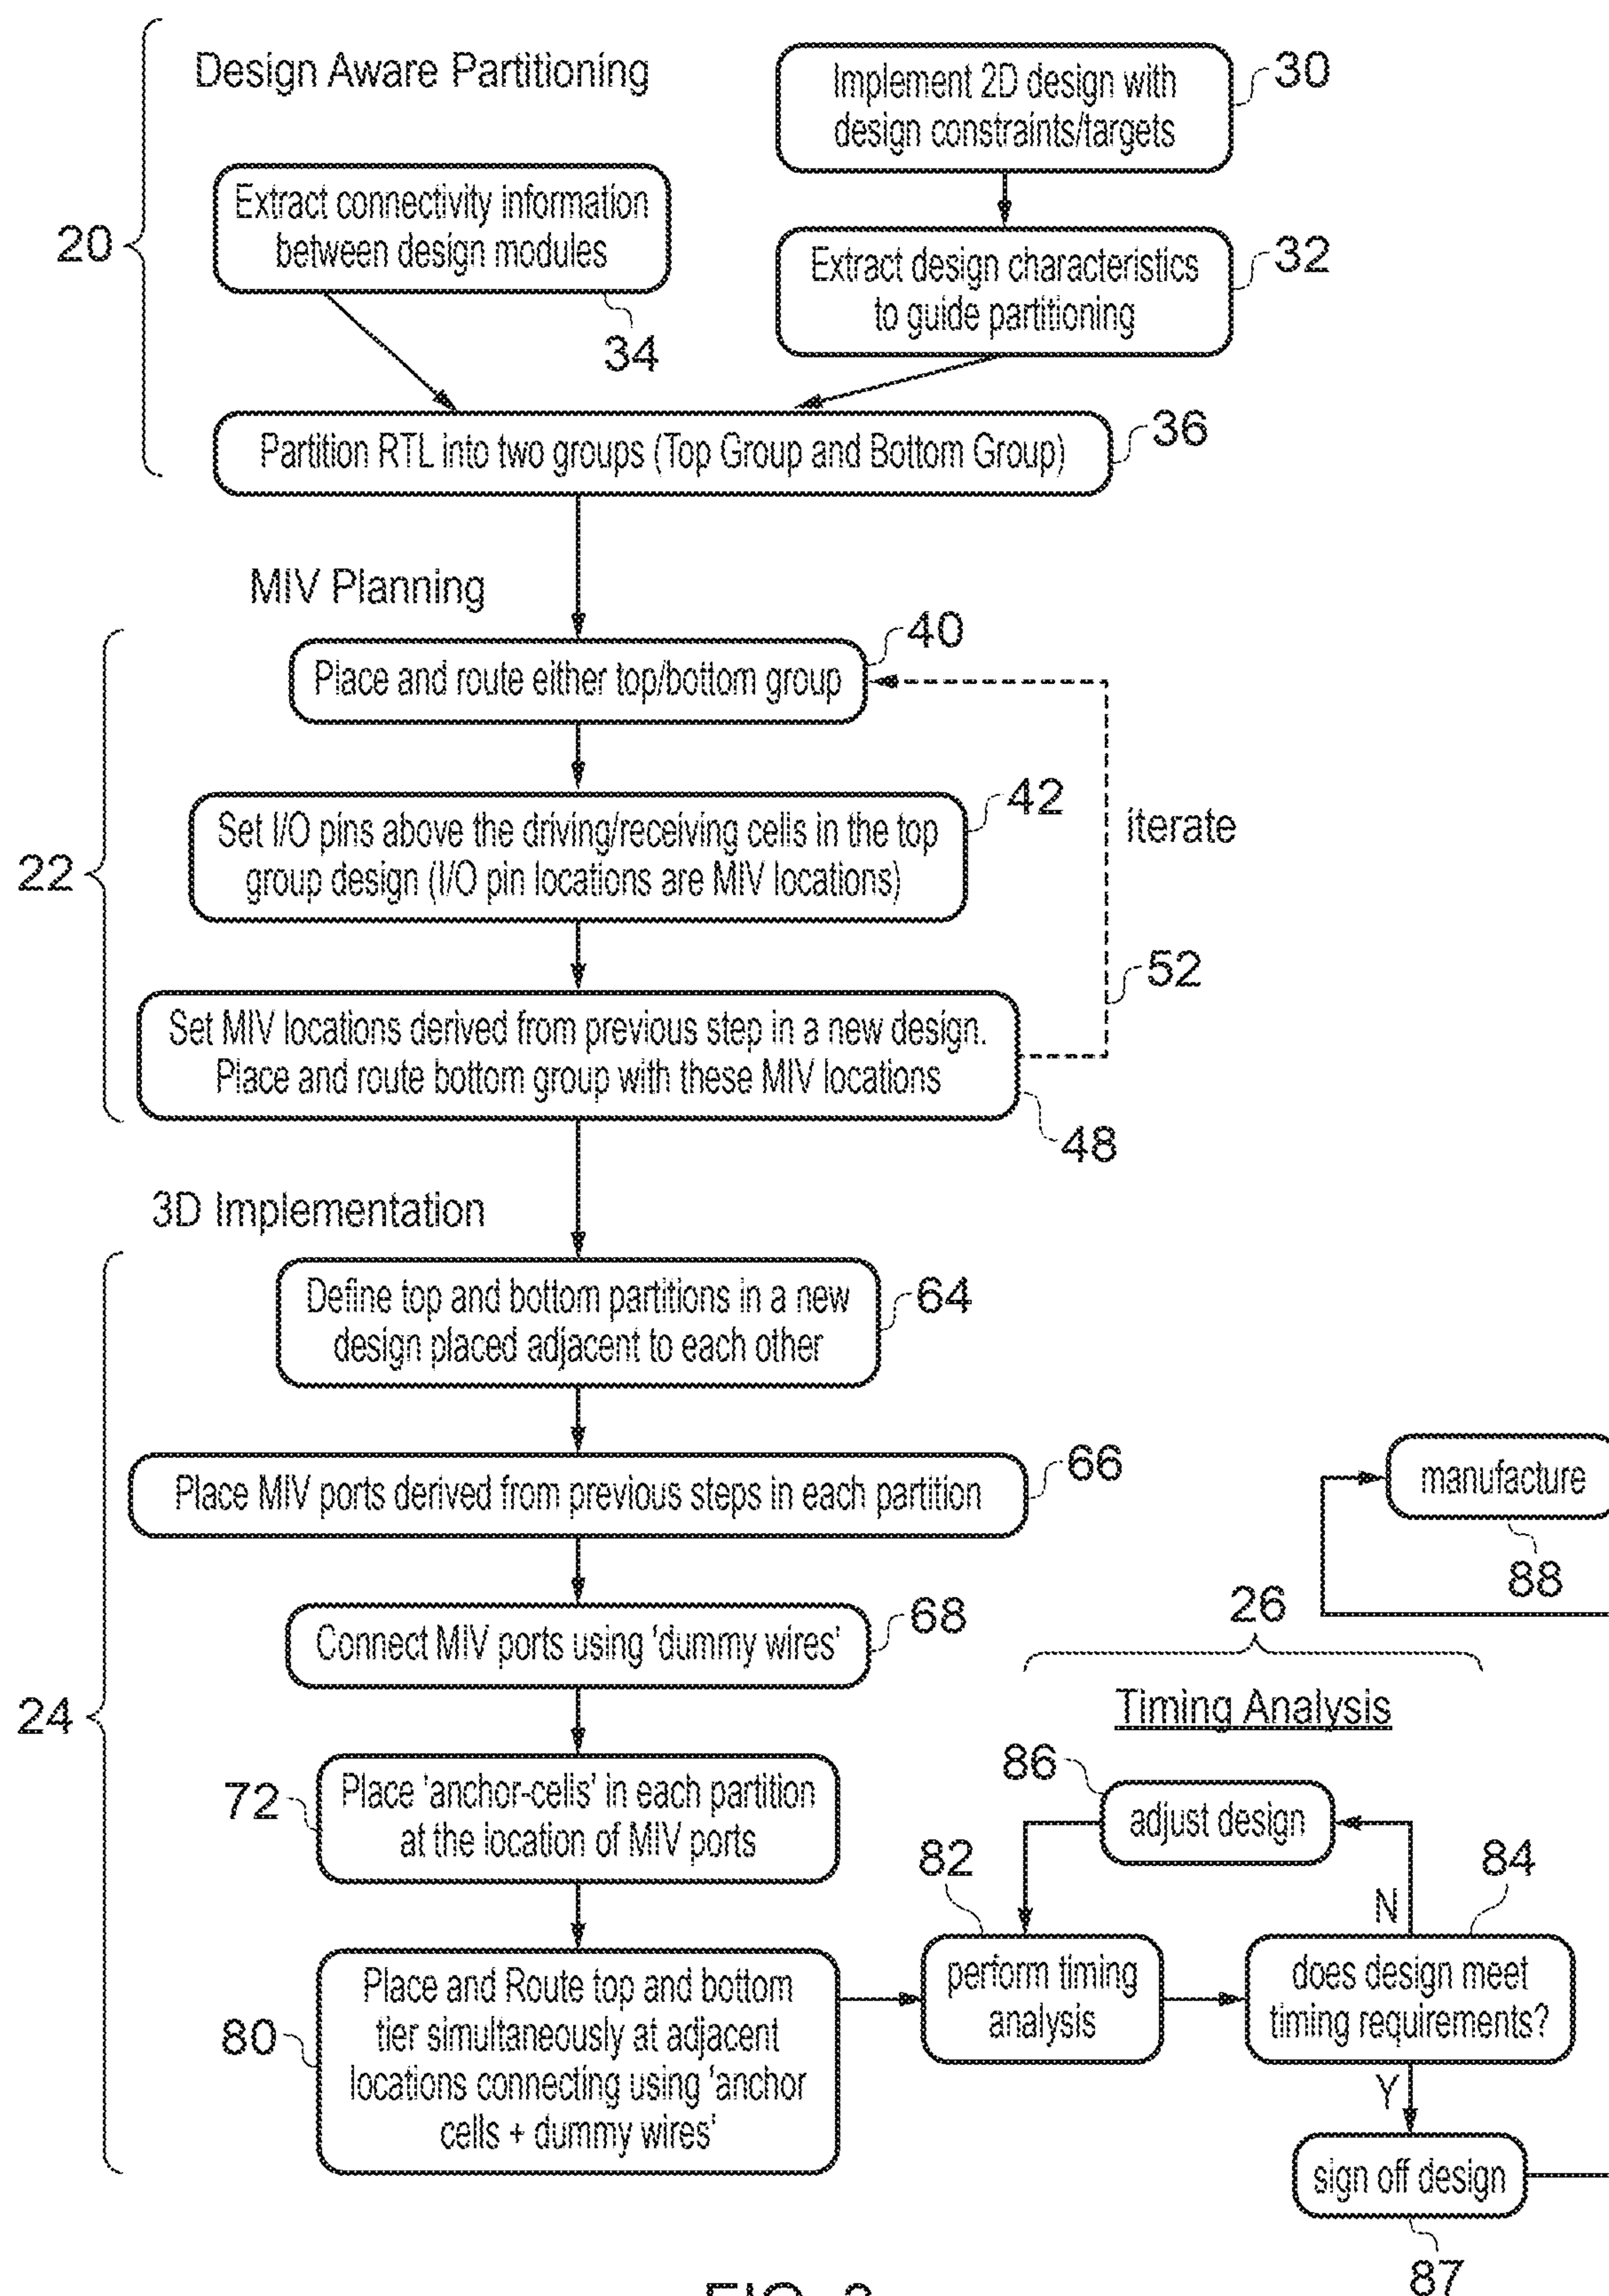 Design Aware Partitioning
Implement 2D design with
design constraints/targets
30
Extract connectivity information
between design modules
34
20
Extract design characteristics
to guide partitioning
32
Partition RTL into two groups (Top Group and Bottom Group)
36
MIV Planning
Place and route either top/bottom group
40
Set I/O pins above the driving/receiving cells in the top
group design (I/O pin locations are MIV locations)
42
iterate
22
52
Set MIV locations derived from previous step in a new design.
Place and route bottom group with these MIV locations
48
3D Implementation
Define top and bottom partitions in a new
design placed adjacent to each other
64
Place MIV ports derived from previous steps in each partition
66
manufacture
88
Connect MIV ports using 'dummy wires'
68
26
24
Timing Analysis
Place 'anchor-cells' in each partition
at the location of MIV ports
72
86
adjust design
82
84
N
Place and Route top and bottom
tier simultaneously at adjacent
locations connecting using 'anchor
cells + dummy wires'
80
perform timing
analysis
does design meet
timing requirements?
Y
sign off design
87